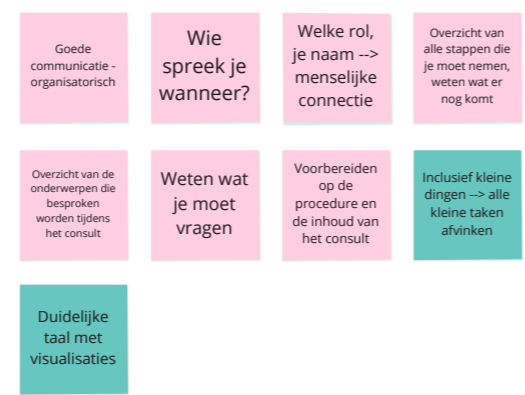 Goede
communicatie -
organisatorisch
Wie
spreek je
wanneer?
Welke rol,
je naam -->
menselijke
connectie
Overzicht van
alle stappen die
je moet nemen,
weten wat er
nog komt
Overzicht van de
onderwerpen die
besproken
worden tijdens
het consult
Weten wat
je moet
vragen
Voorbereiden
op de
procedure en
de inhoud van
het consult
Inclusief kleine
dingen --> alle
kleine taken
afvinken
Duidelijke
taal met
visualisaties